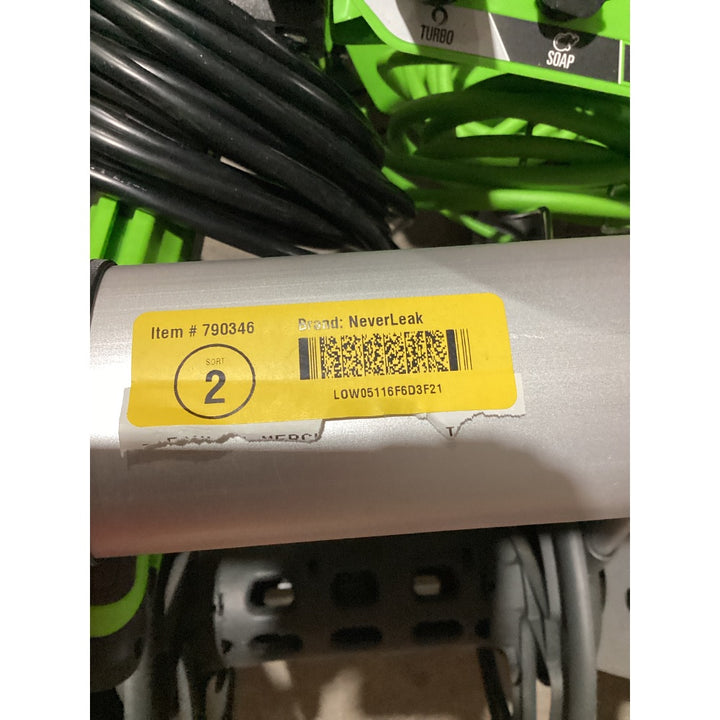 TURBO
SOAP
Item # 790346
Brand: NeverLeak
SORT
2
LOW05116F6D3F21